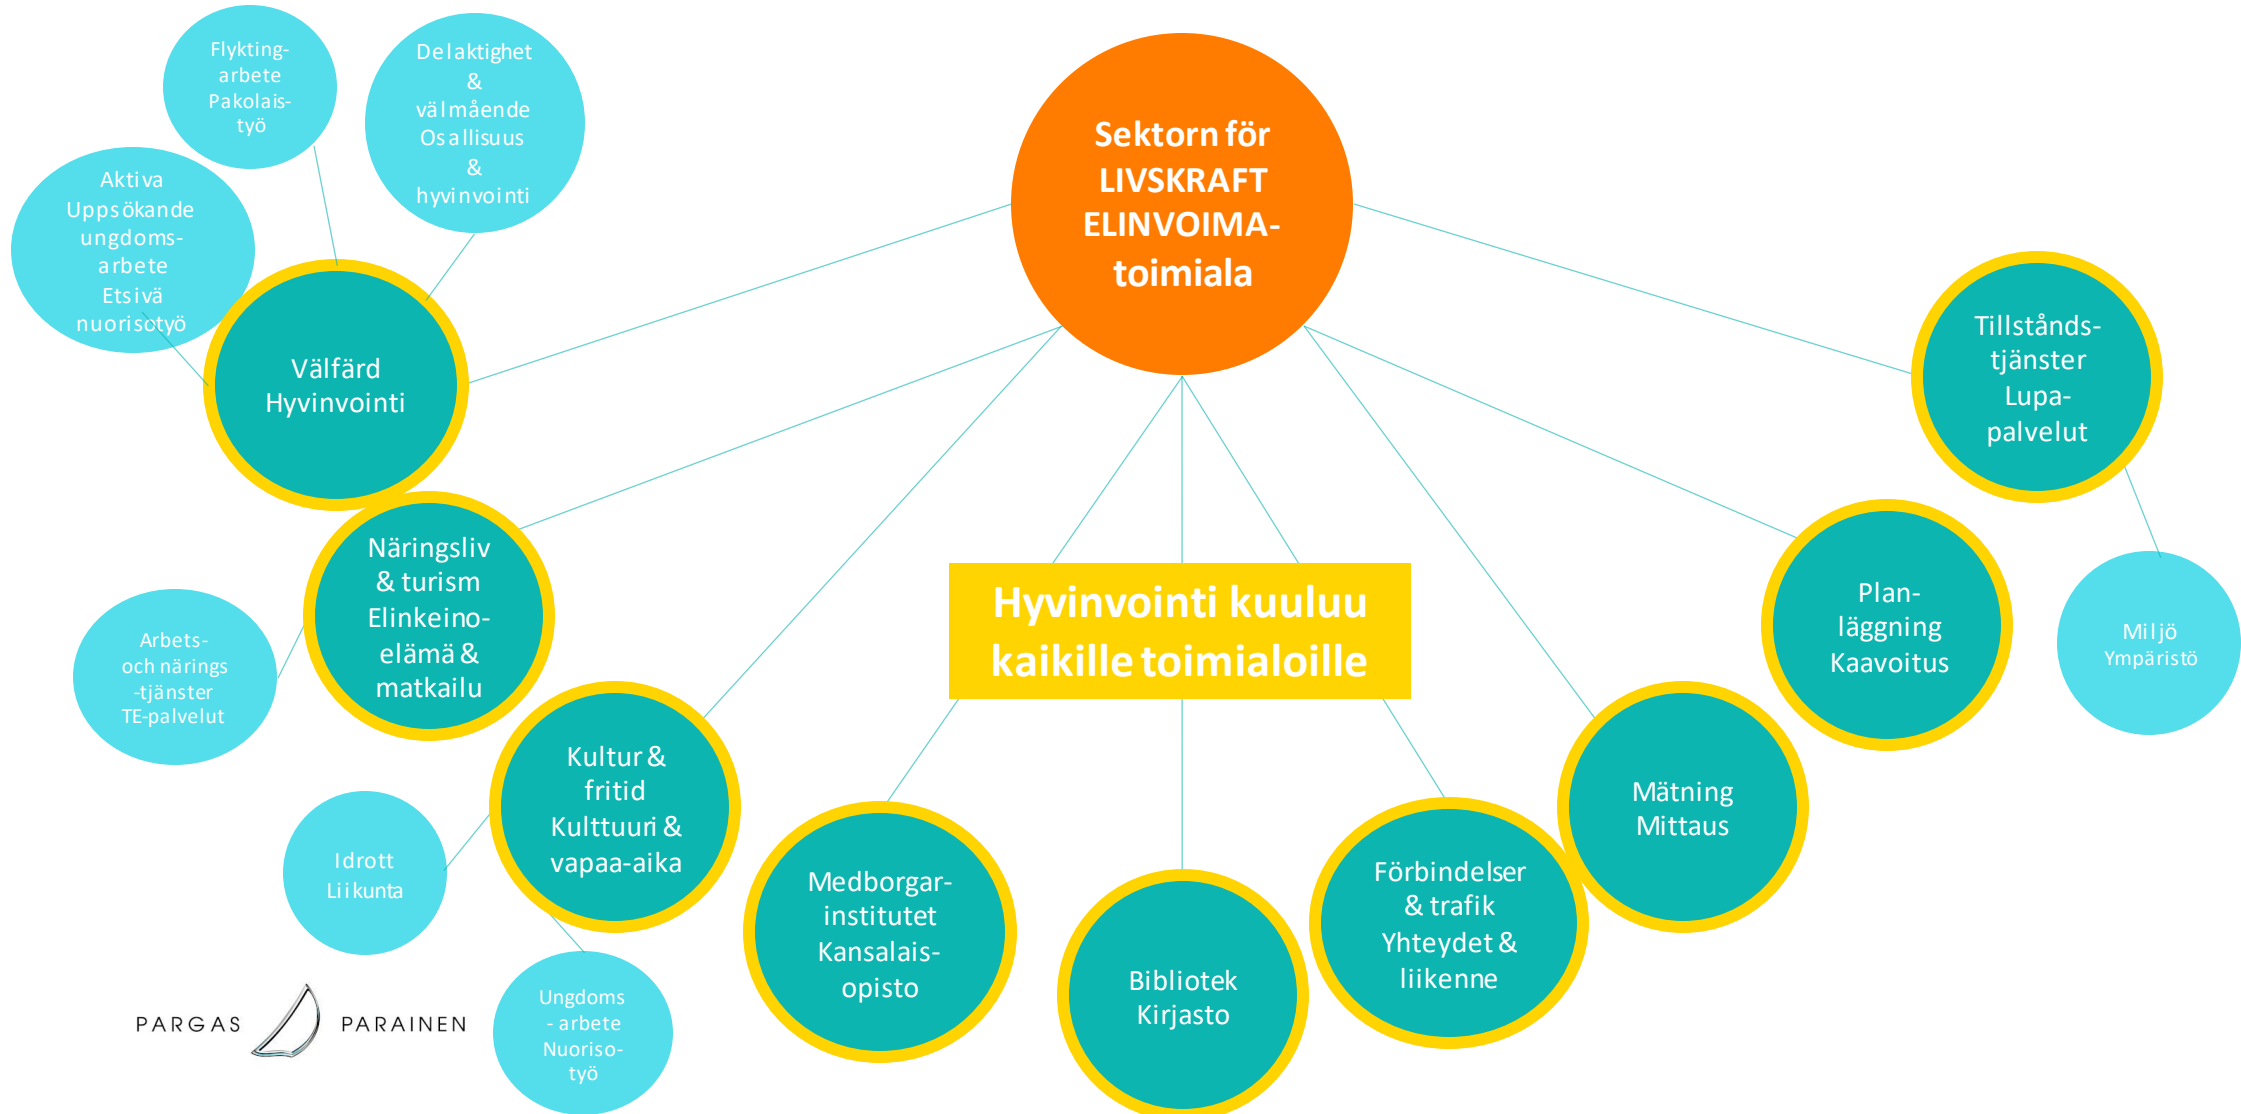 Flykting-
arbete
Pakolais-
työ
Delaktighet
&
välmående
Osallisuus
&
hyvinvointi
Aktiva
Uppsökande
ungdoms-
arbete
Etsivä
nuorisotyö
Sektorn för
LIVSKRAFT
ELINVOIMA-
toimiala
Välfärd
Hyvinvointi
Tillstånds-
tjänster
Lupa-
palvelut
Näringsliv
& turism
Elinkeino-
elämä &
matkailu
Arbets-
och närings
-tjänster
TE-palvelut
Hyvinvointi kuuluu
kaikille toimialoille
Plan-
läggning
Kaavoitus
Miljö
Ympäristö
Kultur &
fritid
Kulttuuri &
vapaa-aika
Idrott
Liikunta
Ungdoms
- arbete
Nuoriso-
työ
Medborgar-
institutet
Kansalais-
opisto
Bibliotek
Kirjasto
Förbindelser
& trafik
Yhteydet &
liikenne
Mätning
Mittaus
PARGAS PARAINEN